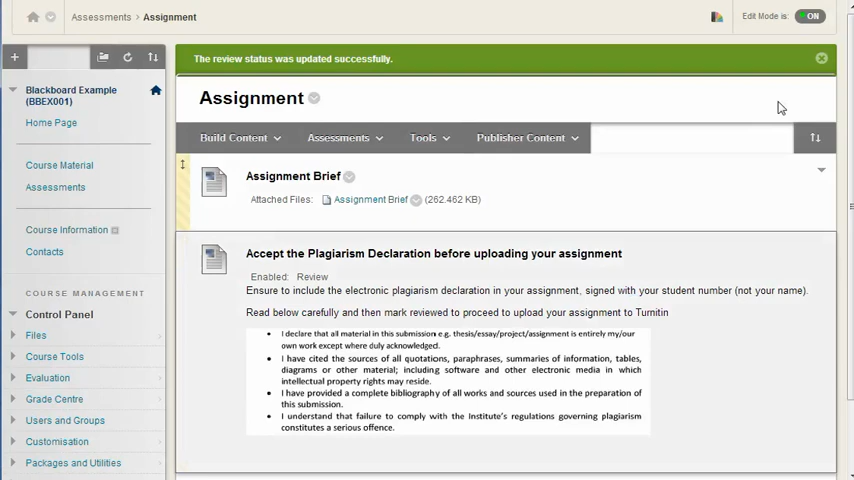 Assessments > Assignment
Edit Mode is: ON
The review status was updated successfully.
Blackboard Example (BBEX001)
Home Page
Course Material
Assessments
Course Information
Contacts
COURSE MANAGEMENT
Control Panel
Files
Course Tools
Evaluation
Grade Centre
Users and Groups
Customisation
Packages and Utilities
Assignment
Build Content
Assessments
Tools
Publisher Content
Assignment Brief
Attached Files: Assignment Brief (262.462 KB)
Accept the Plagiarism Declaration before uploading your assignment
Enabled: Review
Ensure to include the electronic plagiarism declaration in your assignment, signed with your student number (not your name).
Read below carefully and then mark reviewed to proceed to upload your assignment to Turnitin
• I declare that all material in this submission e.g. thesis/essay/project/assignment is entirely my/our
own work except where duly acknowledged.
• I have cited the sources of all quotations, paraphrases, summaries of information, tables,
diagrams or other material; including software and other electronic media in which
intellectual property rights may reside.
• I have provided a complete bibliography of all works and sources used in the preparation of
this submission.
• I understand that failure to comply with the Institute's regulations governing plagiarism
constitutes a serious offence.